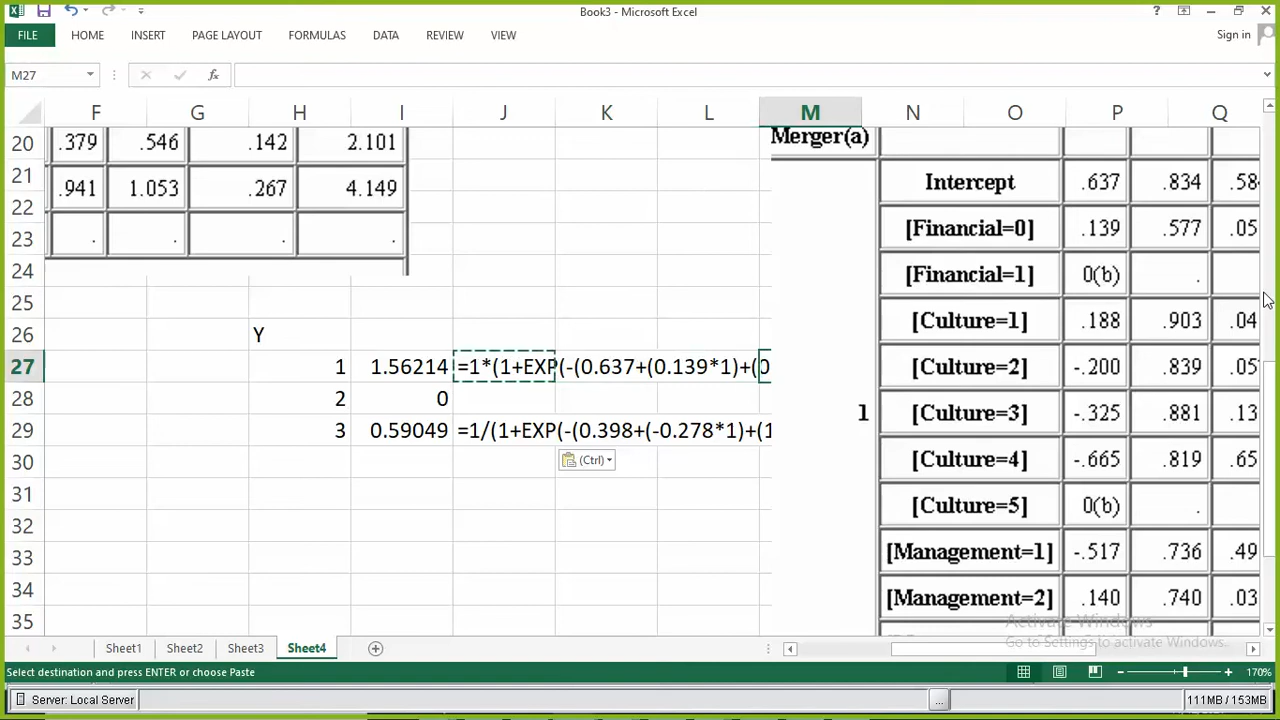 Book3 - Microsoft Excel
?
FILE HOME INSERT PAGE LAYOUT FORMULAS DATA REVIEW VIEW Sign in
M27 fx
F G H I J K L M N O P Q
20 .379 .546 .142 2.101 Merger(a)
21 .941 1.053 .267 4.149 Intercept .637 .834 .58
22
23 . . . . [Financial=0] .139 .577 .05
24 [Financial=1] 0(b) .
25
26 Y [Culture=1] .188 .903 .04
27 1 1.56214 =1*(1+EXP(-(0.637+(0.139*1)+(0 [Culture=2] -.200 .839 .05
28 2 0 1 [Culture=3] -.325 .881 .13
29 3 0.59049 =1/(1+EXP(-(0.398+(-0.278*1)+(1
30 (Ctrl) [Culture=4] -.665 .819 .65
31 [Culture=5] 0(b) .
32
33 [Management=1] -.517 .736 .49
34 [Management=2] .140 .740 .03
35
Activate Windows
Go to Settings to activate Windows.
Sheet1 Sheet2 Sheet3 Sheet4
Select destination and press ENTER or choose Paste 170%
Server: Local Server ... 111MB / 153MB